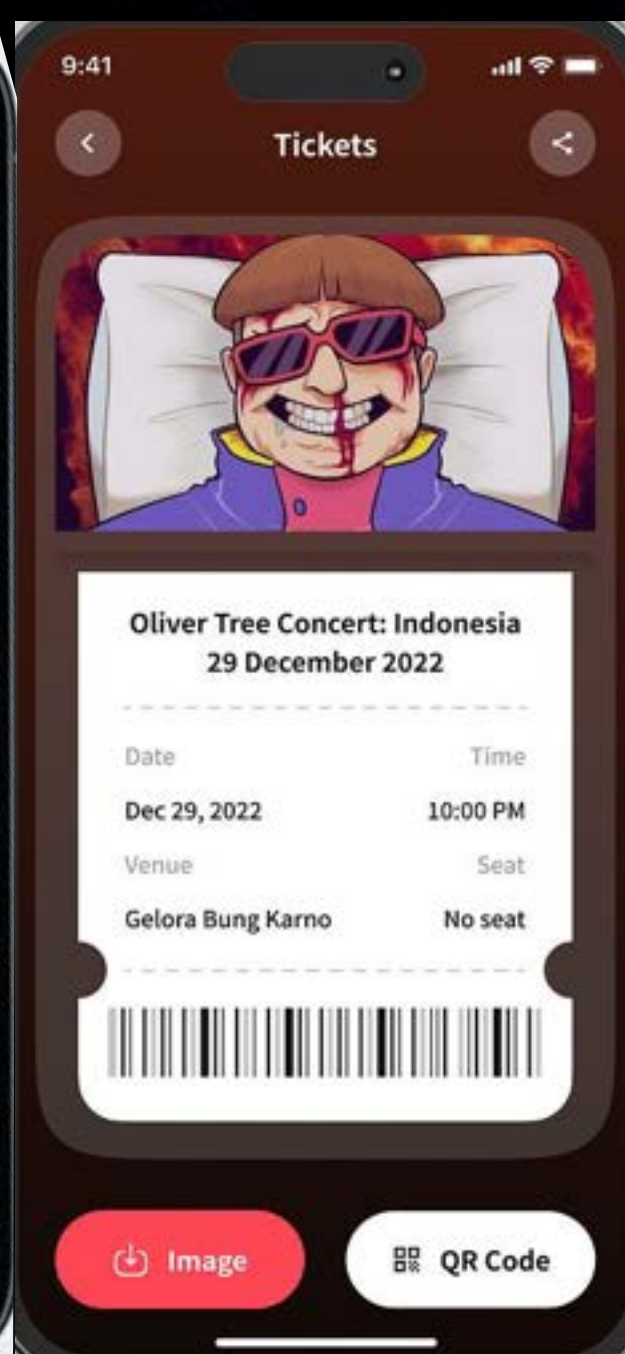 9:41
Tickets
Oliver Tree Concert: Indonesia
29 December 2022
Date Time
Dec 29, 2022 10:00 PM
Venue Seat
Gelora Bung Karno No seat
Image QR Code